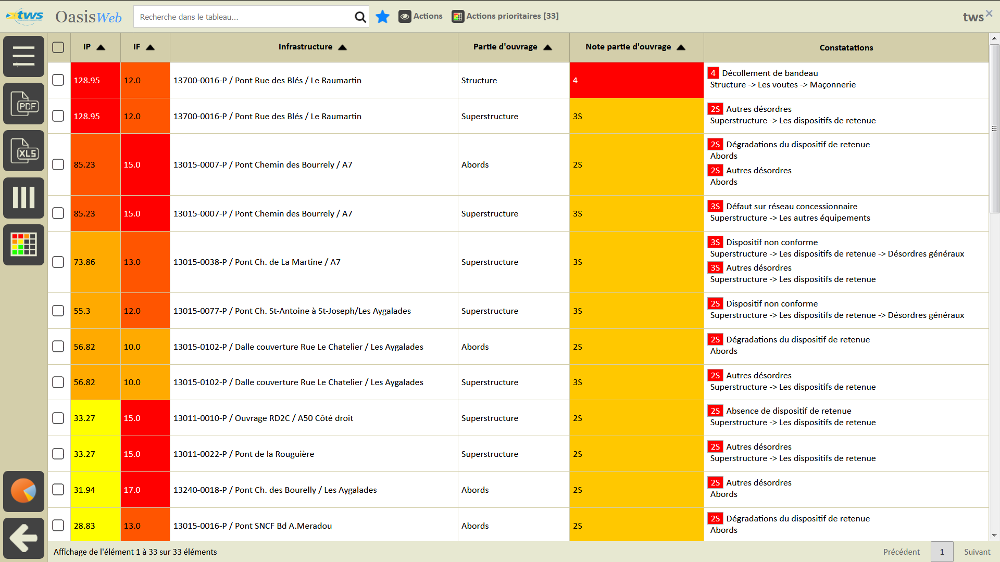 tws OasisWeb Recherche dans le tableau... Actions Actions prioritaires [33] tws
IP IF Infrastructure Partie d'ouvrage Note partie d'ouvrage Constatations
PDF
XLS
128.95 12.0 13700-0016-P / Pont Rue des Blés / Le Raumartin Structure 4 4 Décollement de bandeau
Structure -> Les voutes -> Maçonnerie
128.95 12.0 13700-0016-P / Pont Rue des Blés / Le Raumartin Superstructure 3S 2S Autres désordres
Superstructure -> Les dispositifs de retenue
85.23 15.0 13015-0007-P / Pont Chemin des Bourrely / A7 Abords 2S 2S Dégradations du dispositif de retenue
Abords
2S Autres désordres
Abords
85.23 15.0 13015-0007-P / Pont Chemin des Bourrely / A7 Superstructure 3S 3S Défaut sur réseau concessionnaire
Superstructure -> Les autres équipements
73.86 13.0 13015-0038-P / Pont Ch. de La Martine / A7 Superstructure 3S 3S Dispositif non conforme
Superstructure -> Les dispositifs de retenue -> Désordres généraux
3S Autres désordres
Superstructure -> Les dispositifs de retenue
55.3 12.0 13015-0077-P / Pont Ch. St-Antoine à St-Joseph/Les Aygalades Superstructure 3S 2S Dispositif non conforme
Superstructure -> Les dispositifs de retenue -> Désordres généraux
56.82 10.0 13015-0102-P / Dalle couverture Rue Le Chatelier / Les Aygalades Abords 2S 2S Dégradations du dispositif de retenue
Abords
56.82 10.0 13015-0102-P / Dalle couverture Rue Le Chatelier / Les Aygalades Superstructure 3S 2S Autres désordres
Superstructure -> Les dispositifs de retenue
33.27 15.0 13011-0010-P / Ouvrage RD2C / A50 Côté droit Superstructure 2S 2S Absence de dispositif de retenue
Superstructure -> Les dispositifs de retenue
33.27 15.0 13011-0022-P / Pont de la Rouguière Superstructure 2S 2S Autres désordres
Superstructure -> Les dispositifs de retenue
31.94 17.0 13240-0018-P / Pont Ch. des Bourelly / Les Aygalades Abords 2S 2S Autres désordres
Abords
28.83 13.0 13015-0016-P / Pont SNCF Bd A.Meradou Abords 2S 2S Dégradations du dispositif de retenue
Abords
Affichage de l'élément 1 à 33 sur 33 éléments Précédent 1 Suivant